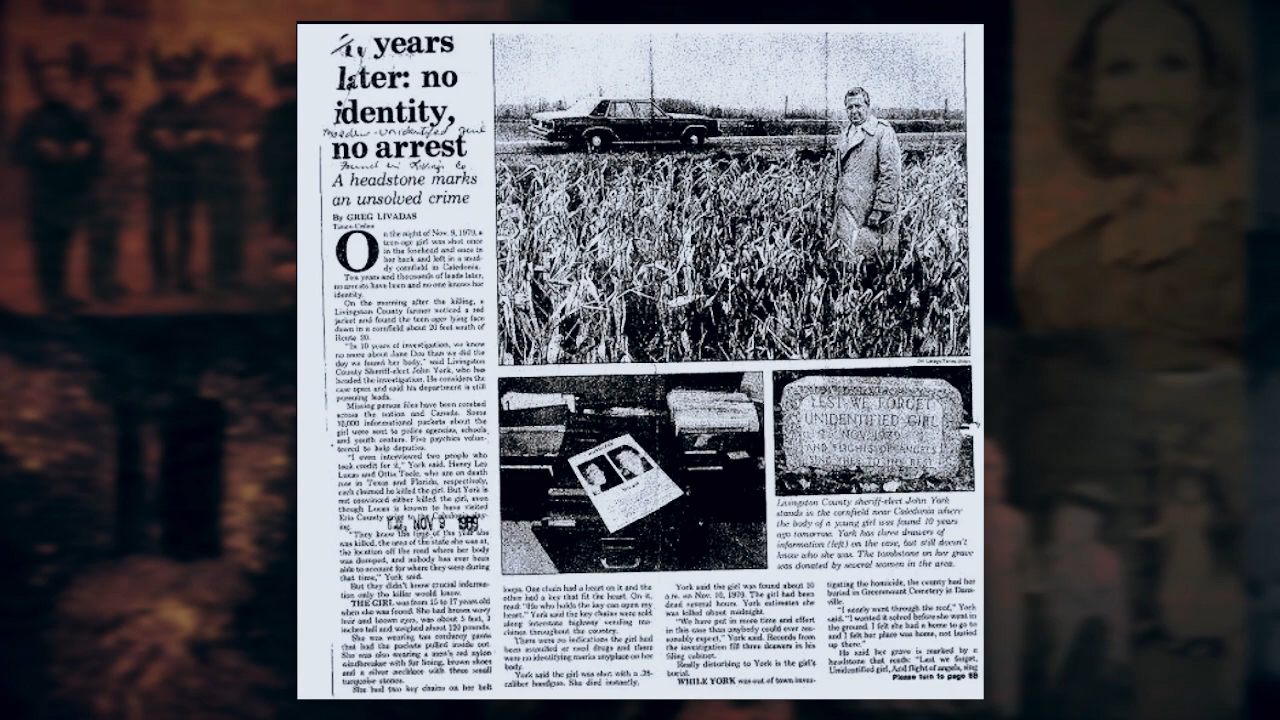 years
later: no
identity,
no arrest
A headstone marks
an unsolved crime
By GREG LIVADAS
Times-Union
On the night of Nov. 9, 1979, a
teen-age girl was shot once
in the forehead and once in
her back and left in a mud-
dy cornfield in Caledonia.
Ten years and thousands of leads later,
no arrests have been and no one knows her
identity.
On the morning after the killing, a
Livingston County farmer noticed a red
jacket and found the teen-ager lying face
down in a cornfield about 20 feet south of
Route 20.
"In 10 years of investigation, we know
no more about Jane Doe than we did the
day we found her body," said Livingston
County Sheriff-elect John York, who has
headed the investigation. He considers the
case open and said his department is still
pursuing leads.
Missing person files have been combed
across the nation and Canada. Some
10,000 informational packets about the
girl were sent to police agencies, schools
and youth centers. Five psychics volun-
teered to help deputies.
"I even interviewed two people who
took credit for it," York said. Henry Lee
Lucas and Ottis Toole, who are on death
row in Texas and Florida, respectively,
each claimed he killed the girl. But York is
not convinced either killed the girl, even
though Lucas is known to have visited
Erie County prior to the Caledonia slay-
ing.
NOV 9 1989
"They knew the time of the year she
was killed, the area of the state she was at,
the location off the road where her body
was dumped, and nobody has ever been
able to account for where they were during
that time," York said.
But they didn't know crucial informa-
tion only the killer would know.
THE GIRL was from 15 to 17 years old
when she was found. She had brown wavy
hair and brown eyes, was about 5 feet, 3
inches tall and weighed about 120 pounds.
She was wearing tan corduroy pants
that had the pockets pulled inside out.
She was also wearing a men's red nylon
windbreaker with fur lining, brown shoes
and a silver necklace with three small
turquoise stones.
She had two key chains on her belt
loops. One chain had a heart on it and the
other had a key that fit the heart. On it,
read: "He who holds the key can open my
heart." York said the key chains were sold
along interstate highway vending ma-
chines throughout the country.
There were no indications the girl had
been assaulted or used drugs and there
were no identifying marks anyplace on her
body.
York said the girl was shot with a .38-
caliber handgun. She died instantly.
York said the girl was found about 10
a.m. on Nov. 10, 1979. The girl had been
dead several hours. York estimates she
was killed about midnight.
"We have put in more time and effort
in this case than anybody could ever rea-
sonably expect," York said. Records from
the investigation fill three drawers in his
filing cabinet.
Really disturbing to York is the girl's
burial.
WHILE YORK was out of town inves-
tigating the homicide, the county had her
buried in Greenmount Cemetery in Dans-
ville.
"I nearly went through the roof," York
said. "I wanted it solved before she went in
the ground. I felt she had a home to go to
and I felt her place was home, not buried
up there."
He said her grave is marked by a
headstone that reads: "Lest we forget,
Unidentified girl, And flight of angels, sing
Please turn to page 6B
LEST WE FORGET
UNIDENTIFIED GIRL
Livingston County sheriff-elect John York
stands in the cornfield near Caledonia where
the body of a young girl was found 10 years
ago tomorrow. York has three drawers of
information (left) on the case, but still doesn't
know who she was. The tombstone on her grave
was donated by several women in the area.